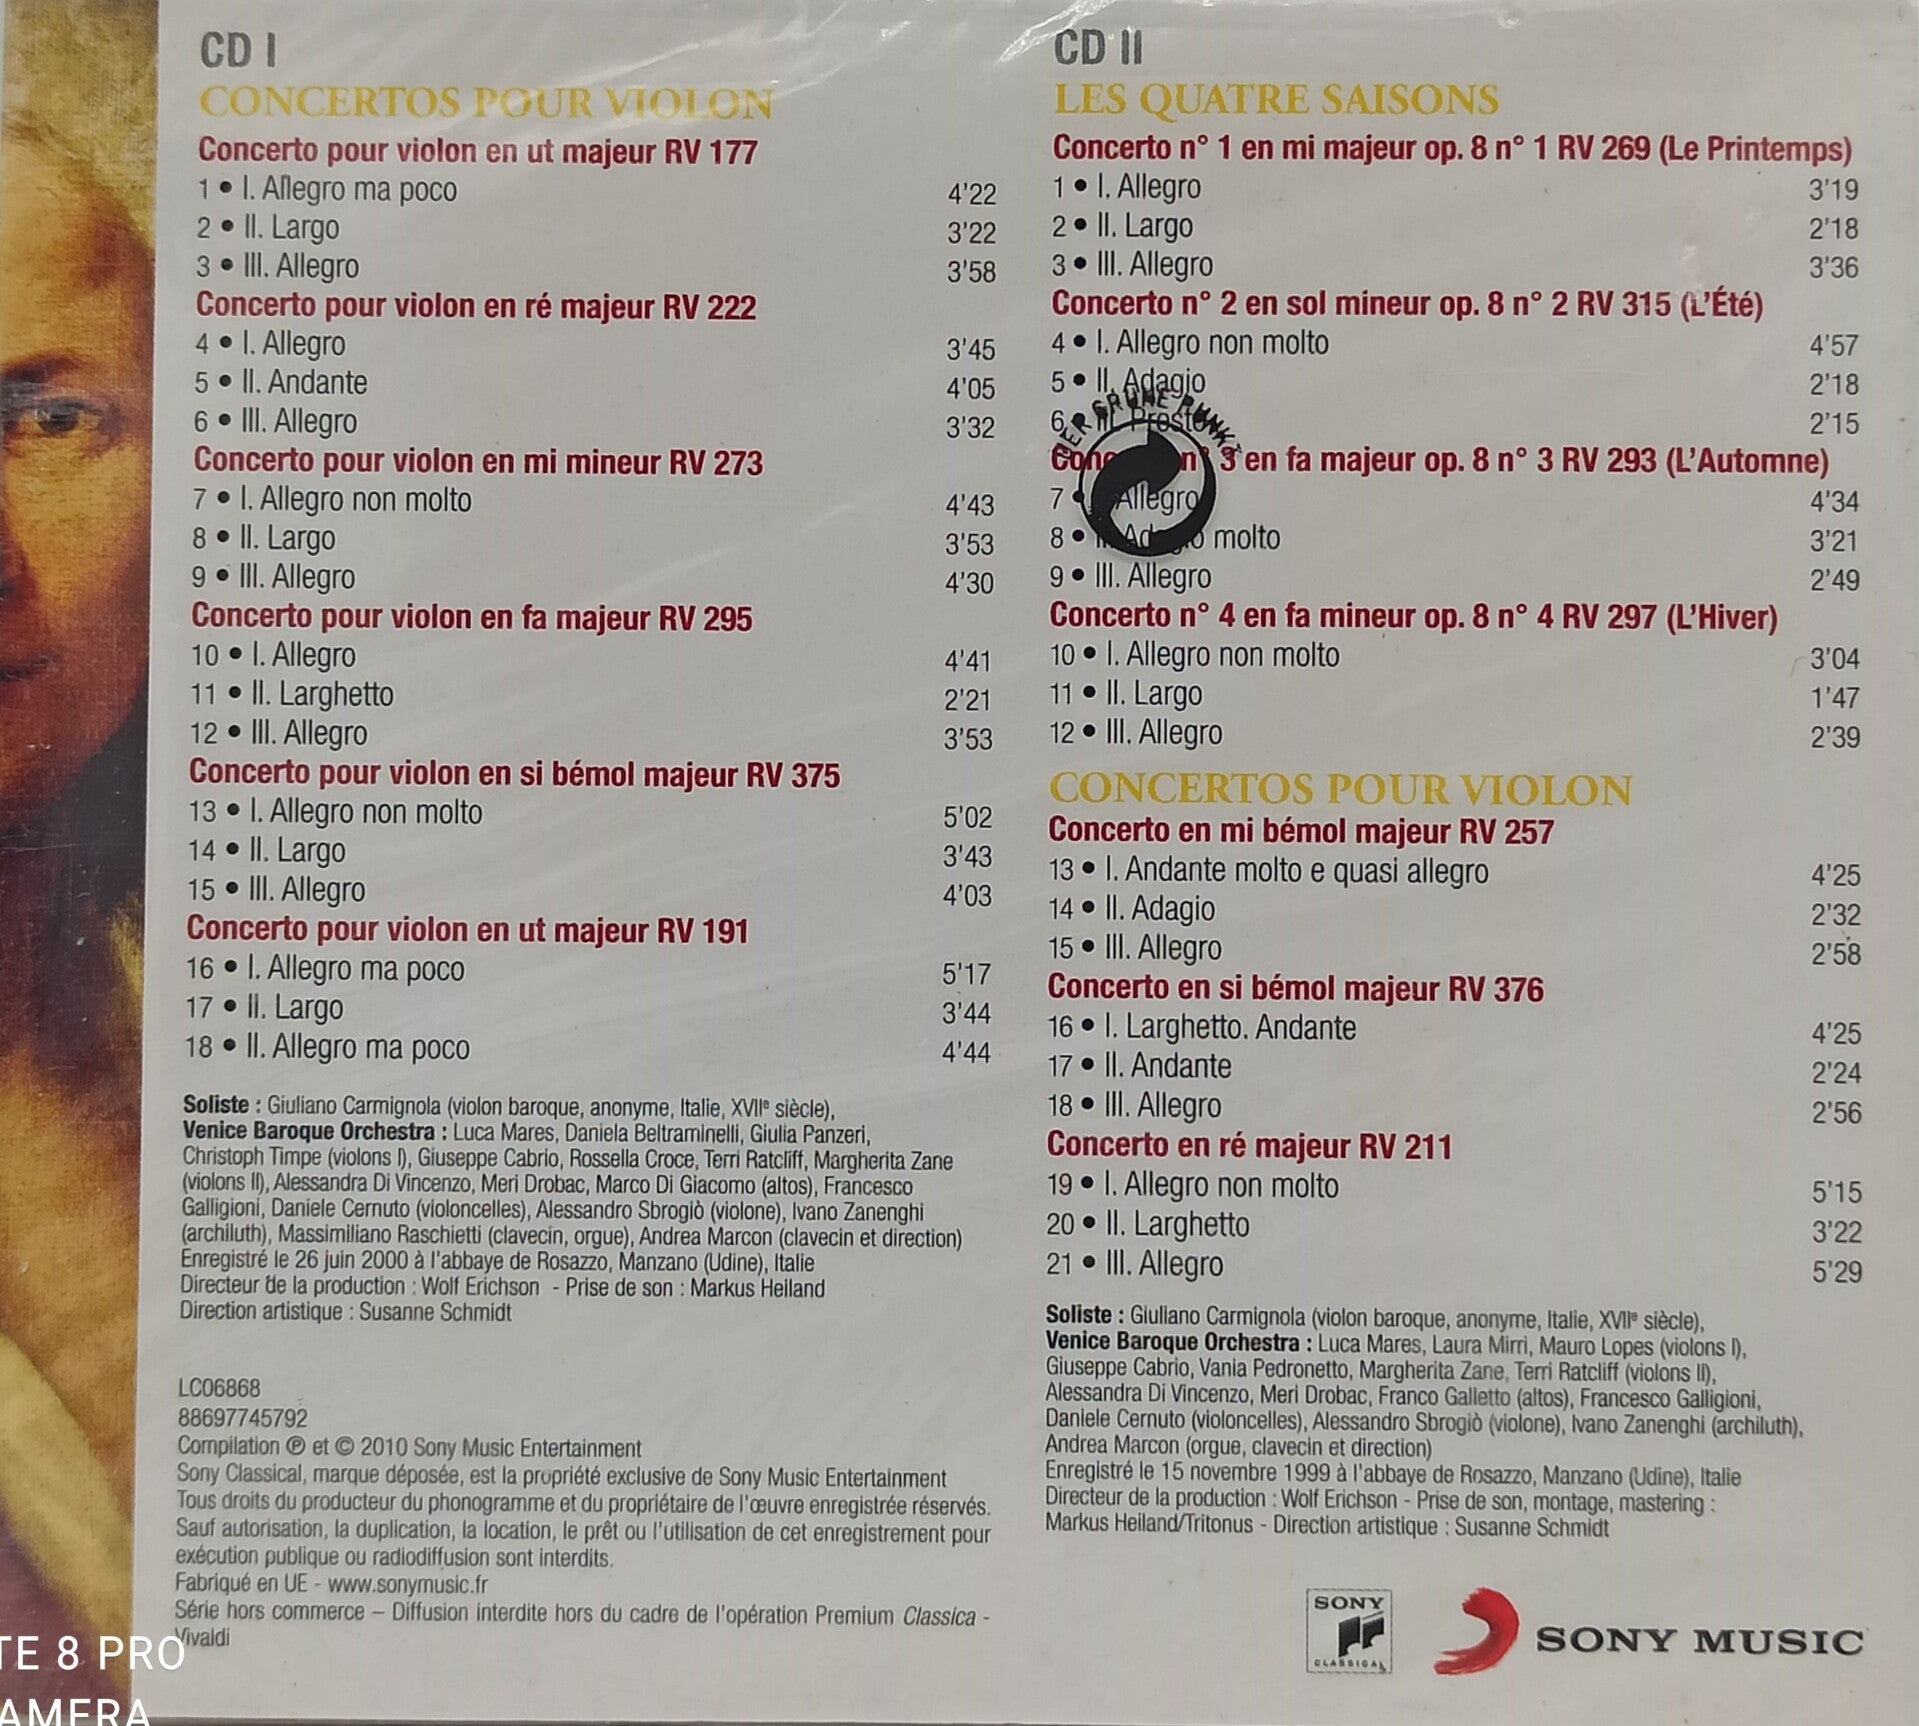 CD I
CONCERTOS POUR VIOLON
Concerto pour violon en ut majeur RV 177
1 • I. Allegro ma poco 4'22
2 • II. Largo 3'22
3 • III. Allegro 3'58
Concerto pour violon en ré majeur RV 222
4 • I. Allegro 3'45
5 • II. Andante 4'05
6 • III. Allegro 3'32
Concerto pour violon en mi mineur RV 273
7 • I. Allegro non molto 4'43
8 • II. Largo 3'53
9 • III. Allegro 4'30
Concerto pour violon en fa majeur RV 295
10 • I. Allegro 4'41
11 • II. Larghetto 2'21
12 • III. Allegro 3'53
Concerto pour violon en si bémol majeur RV 375
13 • I. Allegro non molto 5'02
14 • II. Largo 3'43
15 • III. Allegro 4'03
Concerto pour violon en ut majeur RV 191
16 • I. Allegro ma poco 5'17
17 • II. Largo 3'44
18 • II. Allegro ma poco 4'44
Soliste : Giuliano Carmignola (violon baroque, anonyme, Italie, XVIIe siècle),
Venice Baroque Orchestra : Luca Mares, Daniela Beltraminelli, Giulia Panzeri,
Christoph Timpe (violons I), Giuseppe Cabrio, Rossella Croce, Terri Ratcliff, Margherita Zane
(violons II), Alessandra Di Vincenzo, Meri Drobac, Marco Di Giacomo (altos), Francesco
Galligioni, Daniele Cernuto (violoncelles), Alessandro Sbrogiò (violone), Ivano Zanenghi
(archiluth), Massimiliano Raschietti (clavecin, orgue), Andrea Marcon (clavecin et direction)
Enregistré le 26 juin 2000 à l'abbaye de Rosazzo, Manzano (Udine), Italie
Directeur de la production : Wolf Erichson - Prise de son : Markus Heiland
Direction artistique : Susanne Schmidt
LC06868
88697745792
Compilation ℗ et © 2010 Sony Music Entertainment
Sony Classical, marque déposée, est la propriété exclusive de Sony Music Entertainment
Tous droits du producteur du phonogramme et du propriétaire de l'œuvre enregistrée réservés.
Sauf autorisation, la duplication, la location, le prêt ou l'utilisation de cet enregistrement pour
exécution publique ou radiodiffusion sont interdits.
Fabriqué en UE - www.sonymusic.fr
Série hors commerce – Diffusion interdite hors du cadre de l'opération Premium Classica -
Vivaldi
CD II
LES QUATRE SAISONS
Concerto n° 1 en mi majeur op. 8 n° 1 RV 269 (Le Printemps)
1 • I. Allegro 3'19
2 • II. Largo 2'18
3 • III. Allegro 3'36
Concerto n° 2 en sol mineur op. 8 n° 2 RV 315 (L'Été)
4 • I. Allegro non molto 4'57
5 • II. Adagio 2'18
6 • III. Presto 2'15
DER GRÜNE PUNKT
Concerto n° 3 en fa majeur op. 8 n° 3 RV 293 (L'Automne)
7 • I. Allegro 4'34
8 • II. Adagio molto 3'21
9 • III. Allegro 2'49
Concerto n° 4 en fa mineur op. 8 n° 4 RV 297 (L'Hiver)
10 • I. Allegro non molto 3'04
11 • II. Largo 1'47
12 • III. Allegro 2'39
CONCERTOS POUR VIOLON
Concerto en mi bémol majeur RV 257
13 • I. Andante molto e quasi allegro 4'25
14 • II. Adagio 2'32
15 • III. Allegro 2'58
Concerto en si bémol majeur RV 376
16 • I. Larghetto. Andante 4'25
17 • II. Andante 2'24
18 • III. Allegro 2'56
Concerto en ré majeur RV 211
19 • I. Allegro non molto 5'15
20 • II. Larghetto 3'22
21 • III. Allegro 5'29
Soliste : Giuliano Carmignola (violon baroque, anonyme, Italie, XVIIe siècle),
Venice Baroque Orchestra : Luca Mares, Laura Mirri, Mauro Lopes (violons I),
Giuseppe Cabrio, Vania Pedronetto, Margherita Zane, Terri Ratcliff (violons II),
Alessandra Di Vincenzo, Meri Drobac, Franco Galletto (altos), Francesco Galligioni,
Daniele Cernuto (violoncelles), Alessandro Sbrogiò (violone), Ivano Zanenghi (archiluth),
Andrea Marcon (orgue, clavecin et direction)
Enregistré le 15 novembre 1999 à l'abbaye de Rosazzo, Manzano (Udine), Italie
Directeur de la production : Wolf Erichson - Prise de son, montage, mastering :
Markus Heiland/Tritonus - Direction artistique : Susanne Schmidt
SONY
CLASSICAL
SONY MUSIC
TE 8 PRO
AMERA